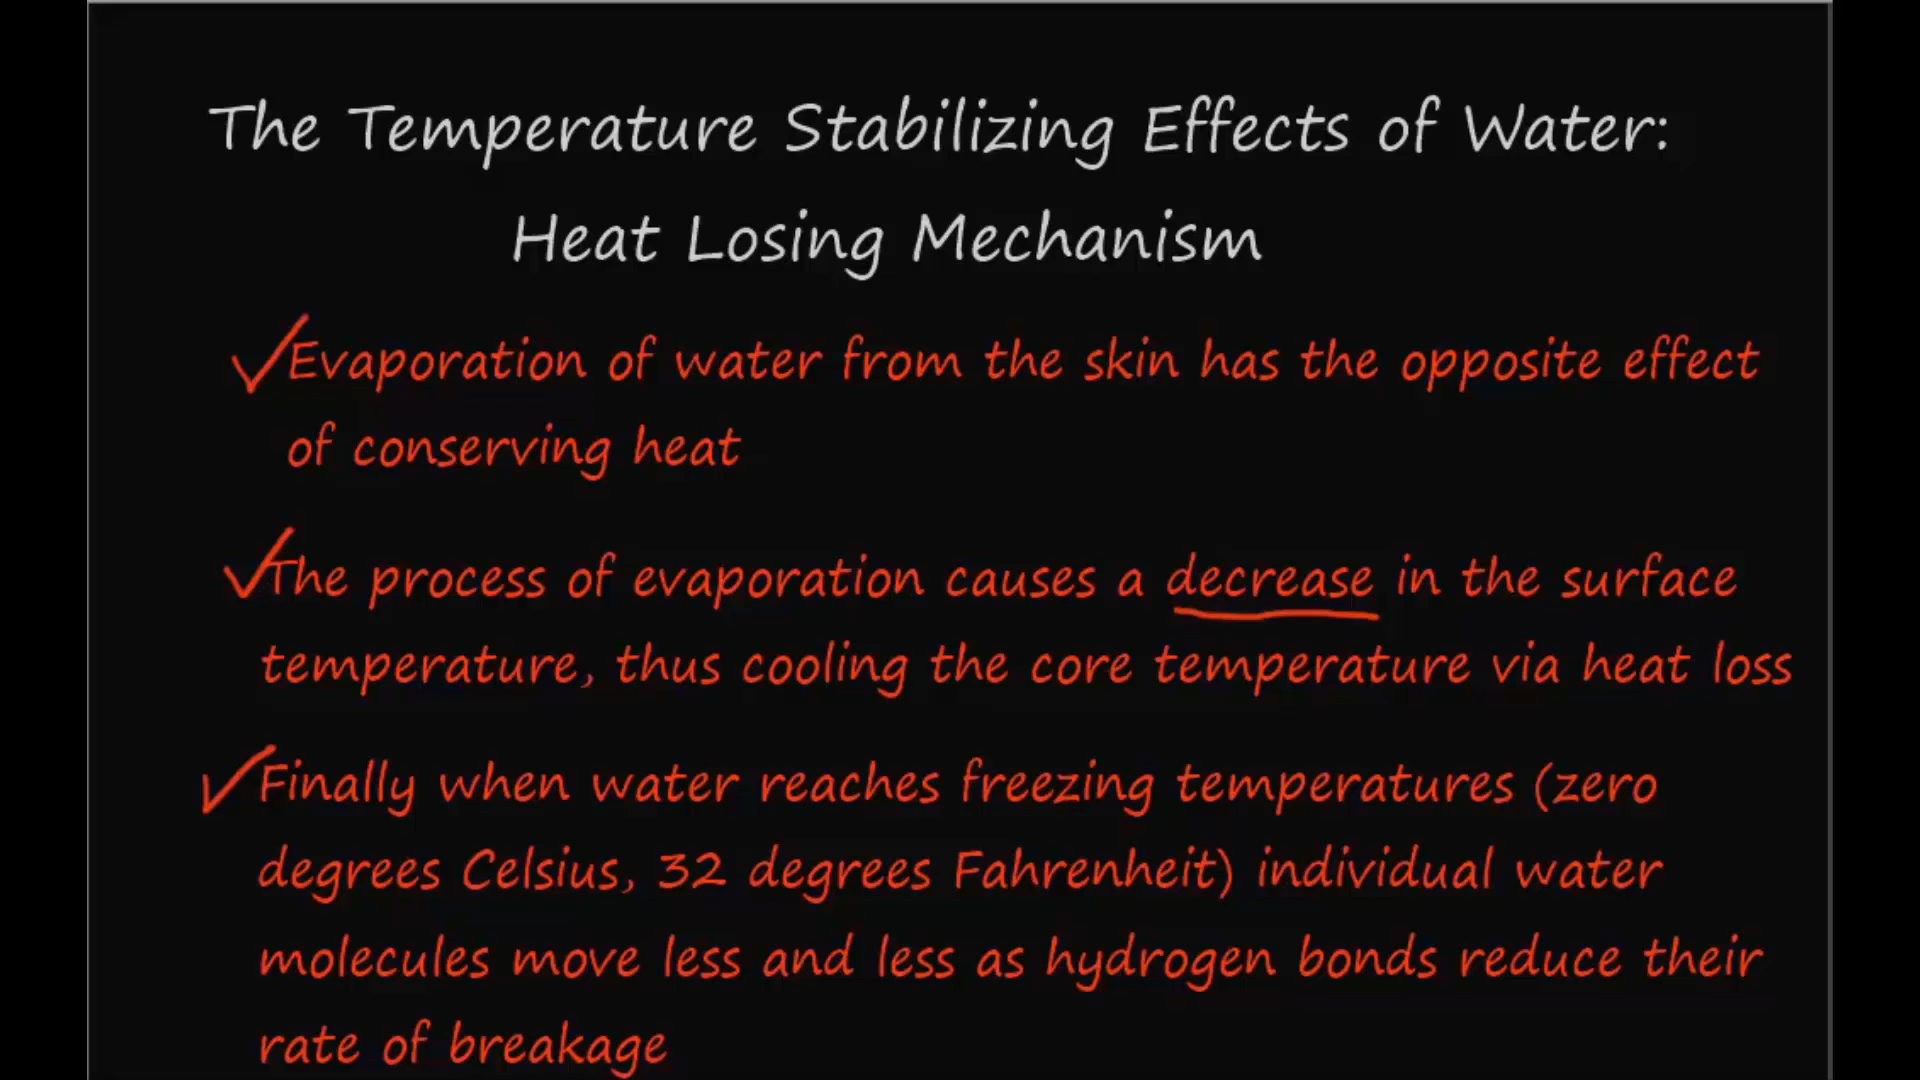 The Temperature Stabilizing Effects of Water:
Heat Losing Mechanism
Evaporation of water from the skin has the opposite effect
of conserving heat
The process of evaporation causes a decrease in the surface
temperature, thus cooling the core temperature via heat loss
Finally when water reaches freezing temperatures (zero
degrees Celsius, 32 degrees Fahrenheit) individual water
molecules move less and less as hydrogen bonds reduce their
rate of breakage